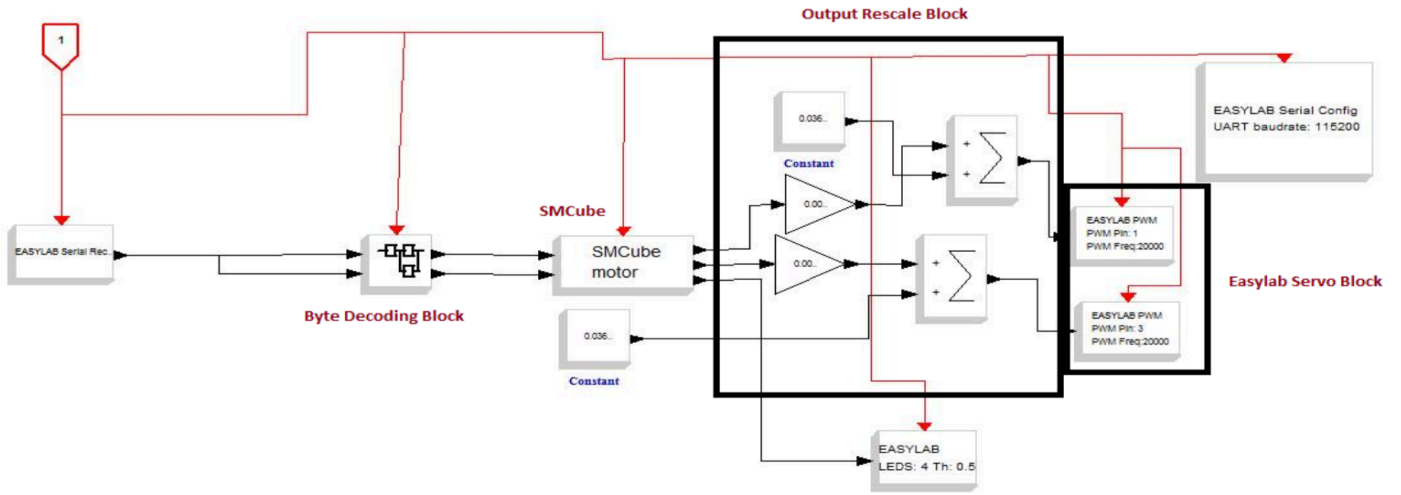 Output Rescale Block
1
EASYLAB Serial Config
UART baudrate: 115200
0.036..
+
+
Constant
SMCube
0.00..
EASYLAB PWM
PWM Pin: 1
PWM Freq:20000
EASYLAB Serial Rec..
SMCube
motor
0.00..
+
+
Easylab Servo Block
Byte Decoding Block
EASYLAB PWM
PWM Pin: 3
PWM Freq:20000
0.036..
Constant
EASYLAB
LEDS: 4 Th: 0.5